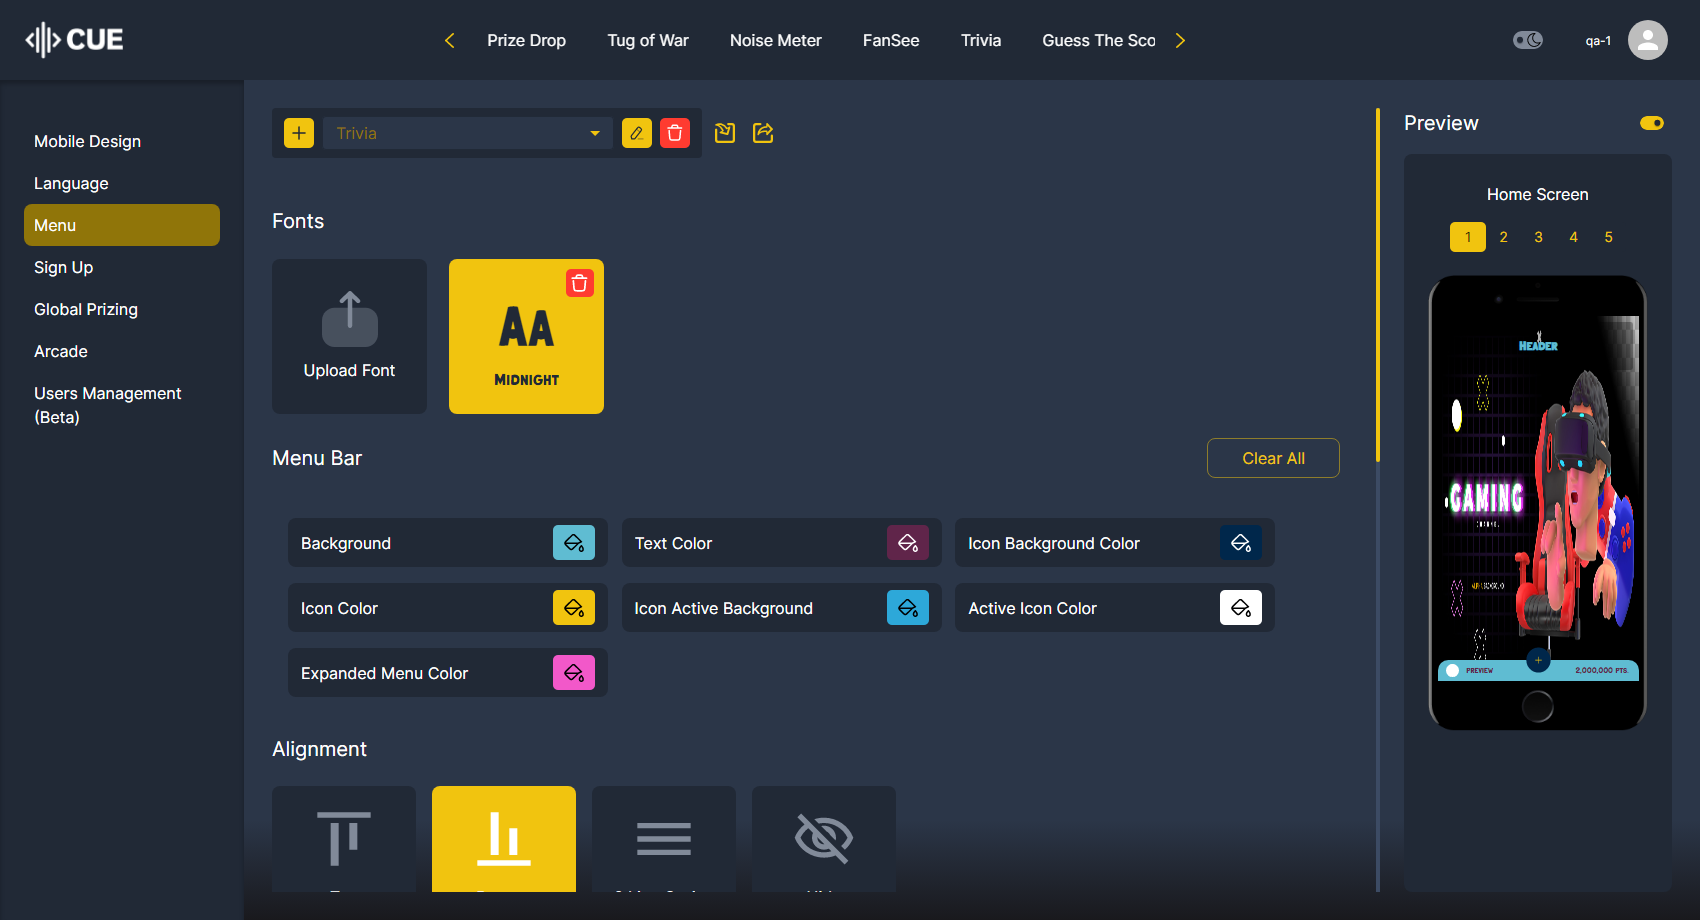 CUE
Prize Drop
Tug of War
Noise Meter
FanSee
Trivia
Guess The Sco
qa-1
Mobile Design
Language
Menu
Sign Up
Global Prizing
Arcade
Users Management
(Beta)
Trivia
Fonts
Upload Font
AA
MIDNIGHT
Menu Bar
Clear All
Background
Text Color
Icon Background Color
Icon Color
Icon Active Background
Active Icon Color
Expanded Menu Color
Alignment
Preview
Home Screen
1 2 3 4 5
HEADER
GAMING
PREVIEW
2,000,000 PTS